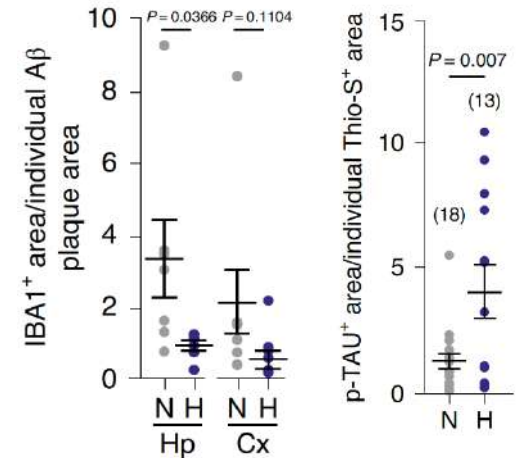 IBA1⁺ area/individual Aβ
plaque area
10
8
6
4
2
0
P = 0.0366 P = 0.1104
N H N H
Hp Cx
p-TAU⁺ area/individual Thio-S⁺ area
15
10
5
0
P = 0.007
(13)
(18)
N H